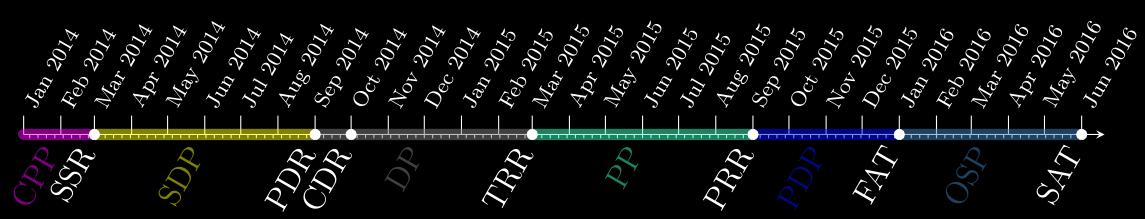 Jan 2014
Feb 2014
Mar 2014
Apr 2014
May 2014
Jun 2014
Jul 2014
Aug 2014
Sep 2014
Oct 2014
Nov 2014
Dec 2014
Jan 2015
Feb 2015
Mar 2015
Apr 2015
May 2015
Jun 2015
Jul 2015
Aug 2015
Sep 2015
Oct 2015
Nov 2015
Dec 2015
Jan 2016
Feb 2016
Mar 2016
Apr 2016
May 2016
Jun 2016
CPP
SSR
SDP
PDR
CDR
DP
TRR
PP
PRR
PDP
FAT
OSP
SAT